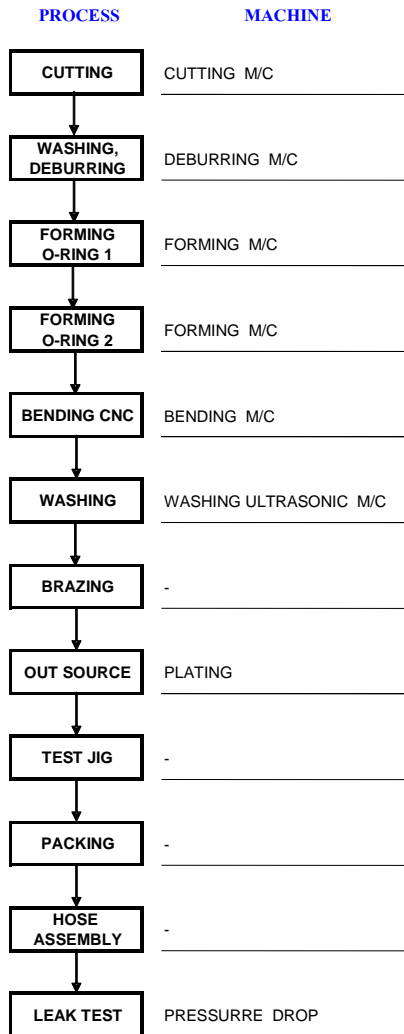 PROCESS MACHINE
CUTTING CUTTING M/C
WASHING,
DEBURRING DEBURRING M/C
FORMING
O-RING 1 FORMING M/C
FORMING
O-RING 2 FORMING M/C
BENDING CNC BENDING M/C
WASHING WASHING ULTRASONIC M/C
BRAZING -
OUT SOURCE PLATING
TEST JIG -
PACKING -
HOSE
ASSEMBLY -
LEAK TEST PRESSURRE DROP